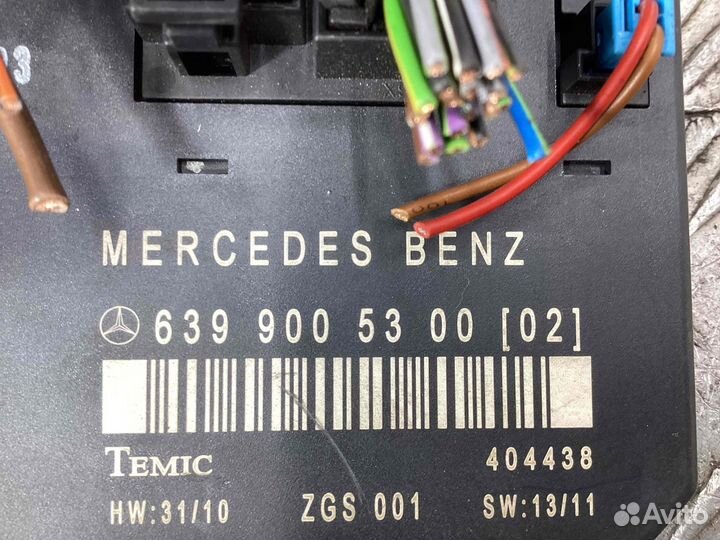 MERCEDES BENZ
639 900 53 00 [02]
TEMIC 404438
HW:31/10 ZGS 001 SW:13/11
Avito